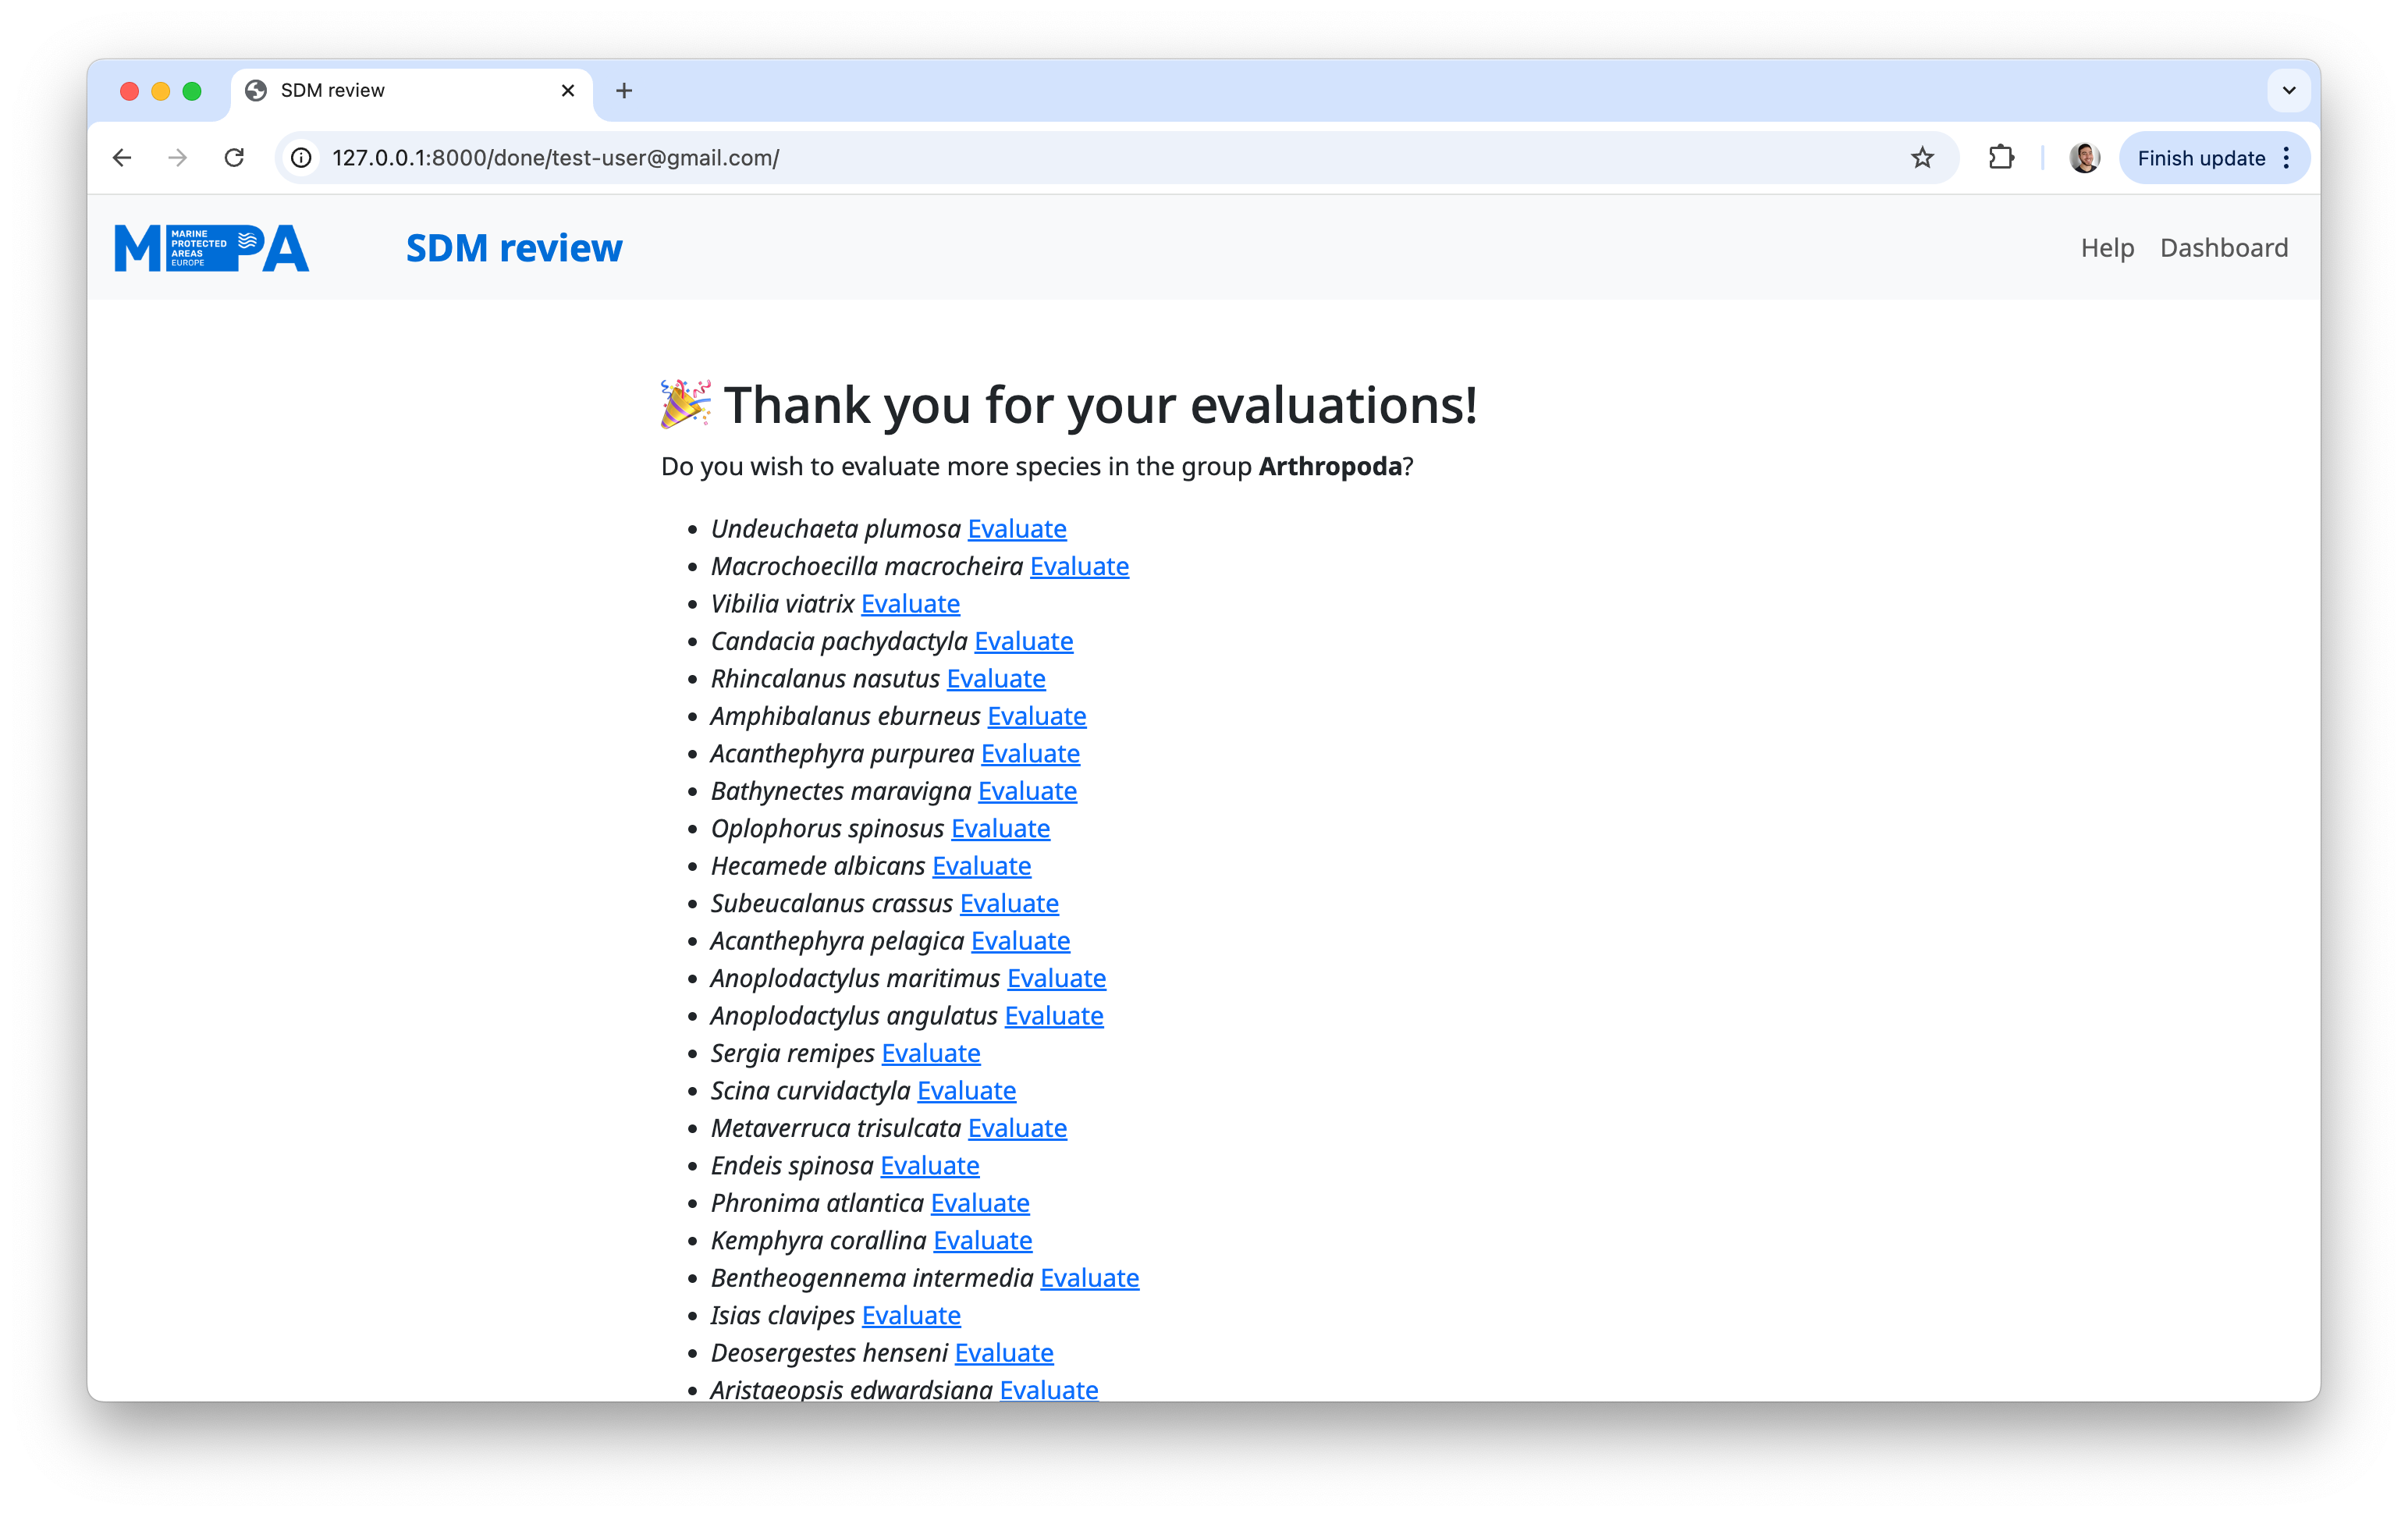 SDM review
127.0.0.1:8000/done/test-user@gmail.com/
Finish update
M PA
MARINE
PROTECTED
AREAS
EUROPE
SDM review
Help Dashboard
🎉 Thank you for your evaluations!
Do you wish to evaluate more species in the group Arthropoda?
• Undeuchaeta plumosa Evaluate
• Macrochoecilla macrocheira Evaluate
• Vibilia viatrix Evaluate
• Candacia pachydactyla Evaluate
• Rhincalanus nasutus Evaluate
• Amphibalanus eburneus Evaluate
• Acanthephyra purpurea Evaluate
• Bathynectes maravigna Evaluate
• Oplophorus spinosus Evaluate
• Hecamede albicans Evaluate
• Subeucalanus crassus Evaluate
• Acanthephyra pelagica Evaluate
• Anoplodactylus maritimus Evaluate
• Anoplodactylus angulatus Evaluate
• Sergia remipes Evaluate
• Scina curvidactyla Evaluate
• Metaverruca trisulcata Evaluate
• Endeis spinosa Evaluate
• Phronima atlantica Evaluate
• Kemphyra corallina Evaluate
• Bentheogennema intermedia Evaluate
• Isias clavipes Evaluate
• Deosergestes henseni Evaluate
• Aristaeopsis edwardsiana Evaluate